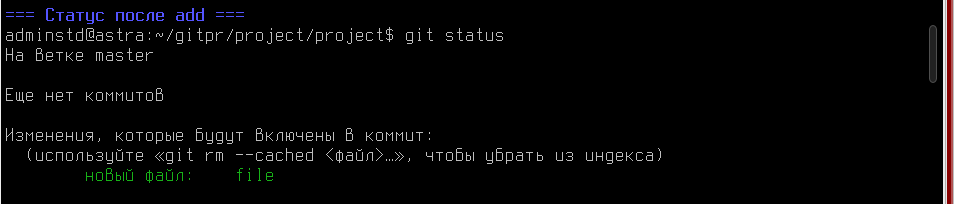 === Статус после add ===
adminstd@astra:~/gitpr/project/project$ git status
На ветке master
Еще нет коммитов
Изменения, которые будут включены в коммит:
(используйте «git rm --cached <файл>…», чтобы убрать из индекса)
новый файл: file